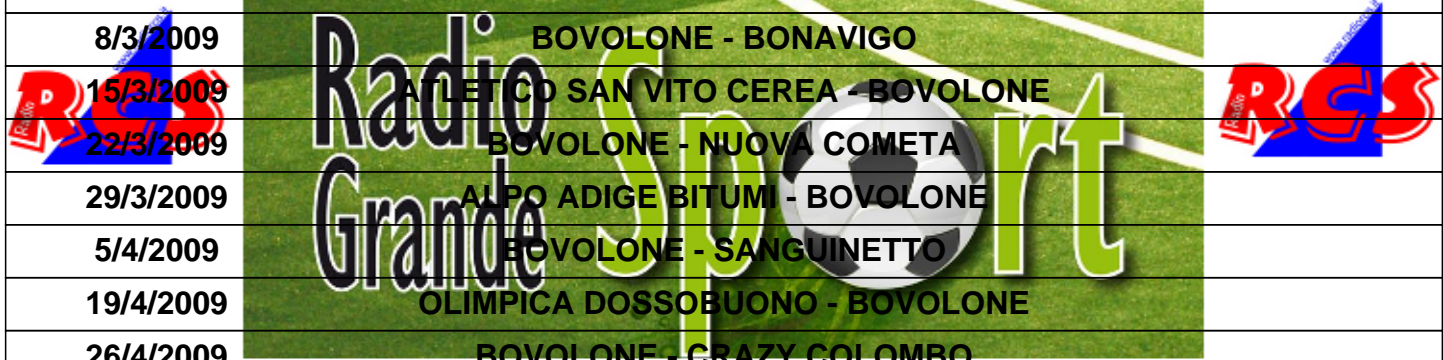 8/3/2009 BOVOLONE - BONAVIGO
15/3/2009 ATLETICO SAN VITO CEREA - BOVOLONE
22/3/2009 BOVOLONE - NUOVA COMETA
29/3/2009 ALPO ADIGE BITUMI - BOVOLONE
5/4/2009 BOVOLONE - SANGUINETTO
19/4/2009 OLIMPICA DOSSOBUONO - BOVOLONE
26/4/2009 BOVOLONE - CRAZY COLOMBO
Radio
Grande
Sport
Radio
RCS
Radio
RCS